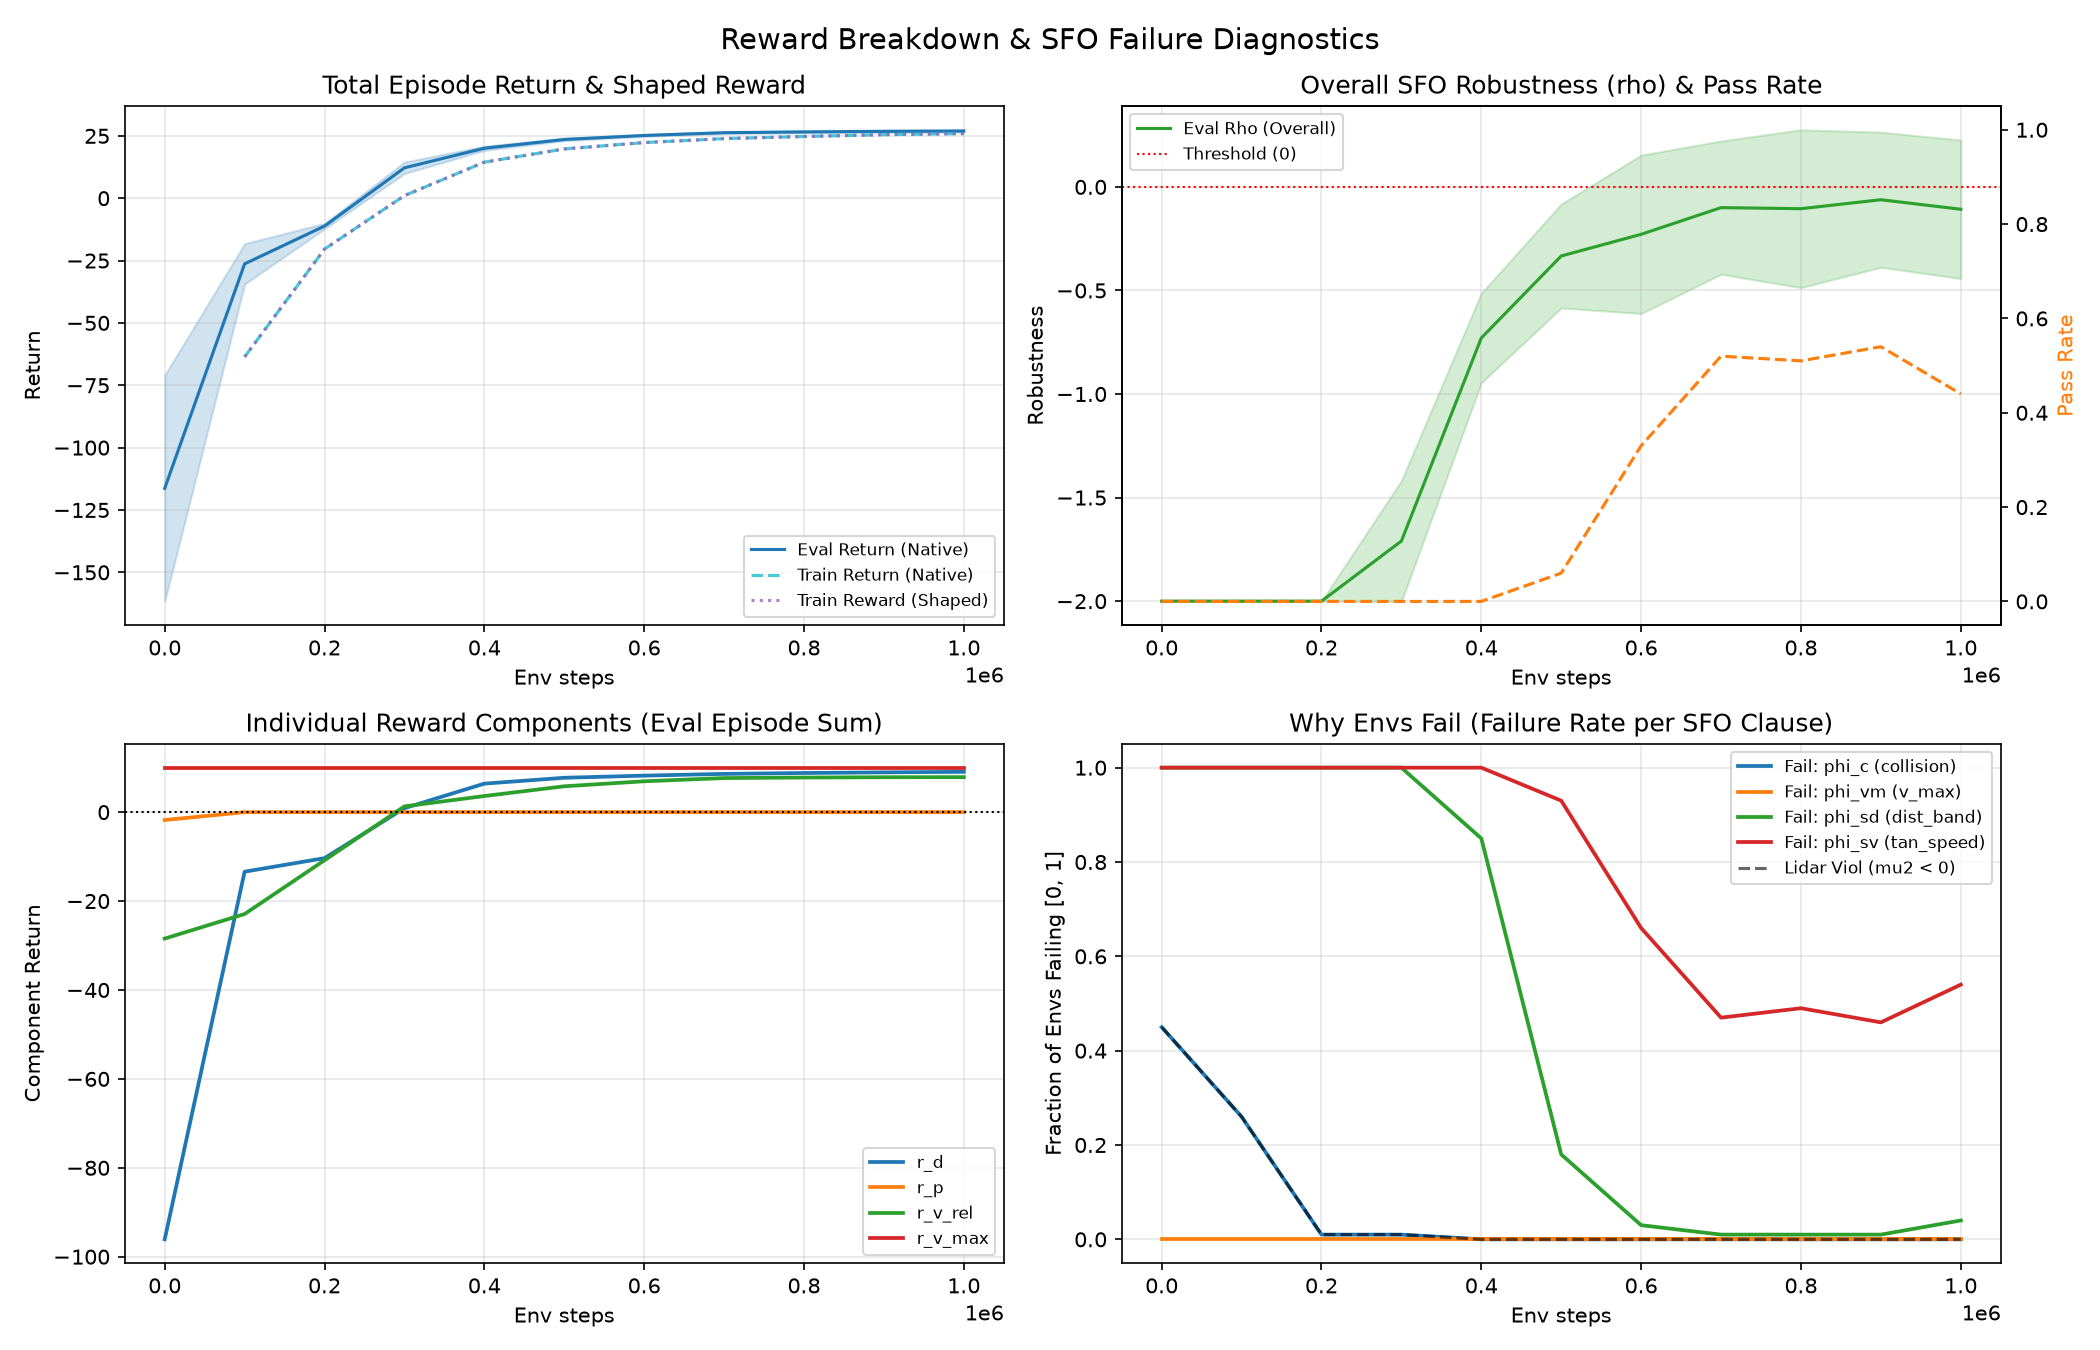 Reward Breakdown & SFO Failure Diagnostics
Total Episode Return & Shaped Reward
25
0
−25
−50
−75
−100
−125
−150
Return
Eval Return (Native)
Train Return (Native)
Train Reward (Shaped)
0.0 0.2 0.4 0.6 0.8 1.0
1e6
Env steps
Overall SFO Robustness (rho) & Pass Rate
Eval Rho (Overall)
Threshold (0)
0.0
−0.5
−1.0
−1.5
−2.0
Robustness
1.0
0.8
0.6
0.4
0.2
0.0
Pass Rate
0.0 0.2 0.4 0.6 0.8 1.0
1e6
Env steps
Individual Reward Components (Eval Episode Sum)
0
−20
−40
−60
−80
−100
Component Return
r_d
r_p
r_v_rel
r_v_max
0.0 0.2 0.4 0.6 0.8 1.0
1e6
Env steps
Why Envs Fail (Failure Rate per SFO Clause)
1.0
0.8
0.6
0.4
0.2
0.0
Fraction of Envs Failing [0, 1]
Fail: phi_c (collision)
Fail: phi_vm (v_max)
Fail: phi_sd (dist_band)
Fail: phi_sv (tan_speed)
Lidar Viol (mu2 < 0)
0.0 0.2 0.4 0.6 0.8 1.0
1e6
Env steps